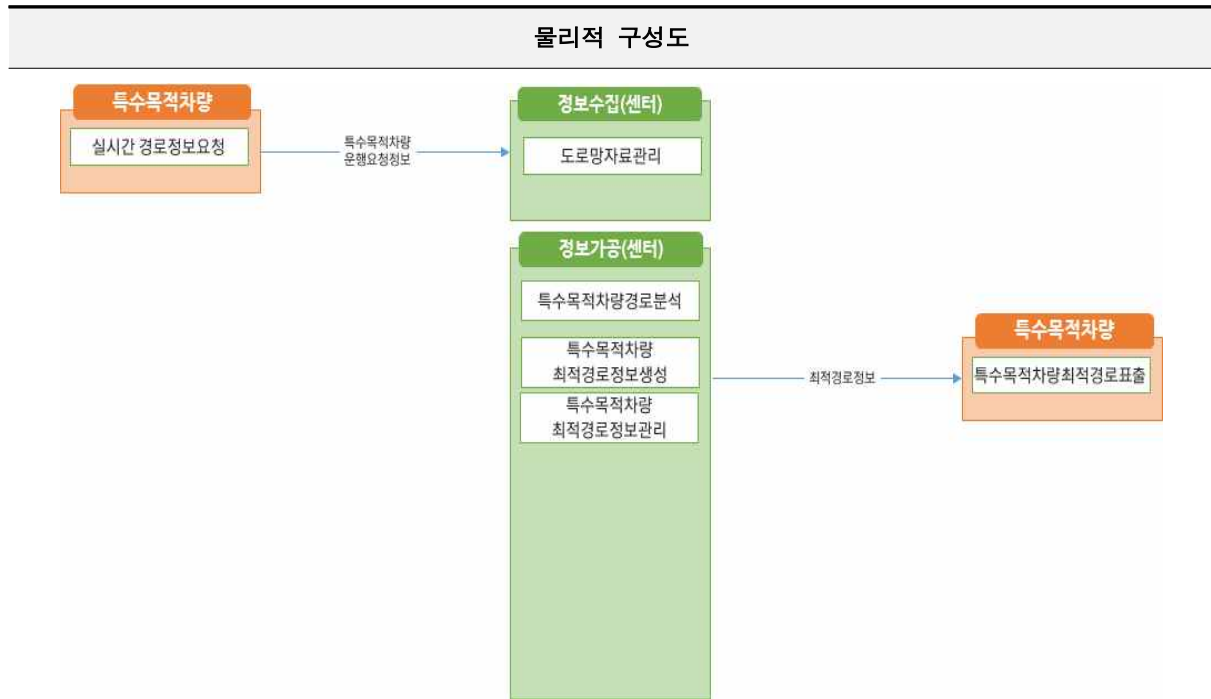 물리적 구성도
특수목적차량
실시간 경로정보요청
특수목적차량
운행요청정보
정보수집(센터)
도로망자료관리
정보가공(센터)
특수목적차량경로분석
특수목적차량
최적경로정보생성
특수목적차량
최적경로정보관리
최적경로정보
특수목적차량
특수목적차량최적경로표출